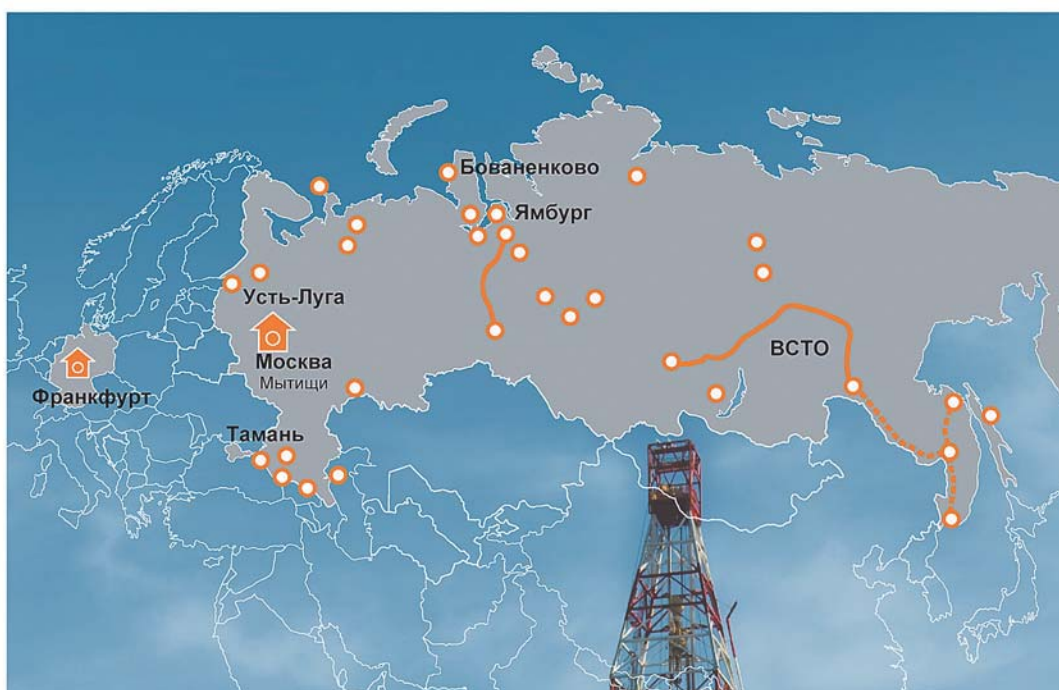 Бованенково
Ямбург
Усть-Луга
Москва
Мытищи
ВСТО
Франкфурт
Тамань